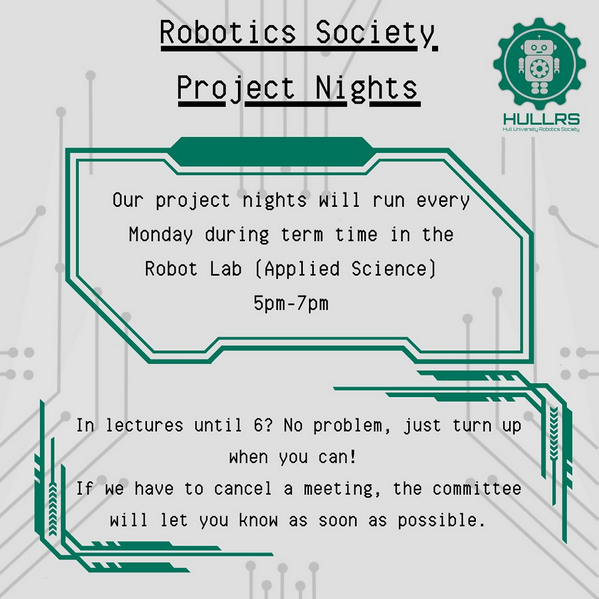 Robotics Society
Project Nights
HULLRS
Hull University Robotics Society
Our project nights will run every
Monday during term time in the
Robot Lab (Applied Science)
5pm-7pm
In lectures until 6? No problem, just turn up
when you can!
If we have to cancel a meeting, the committee
will let you know as soon as possible.